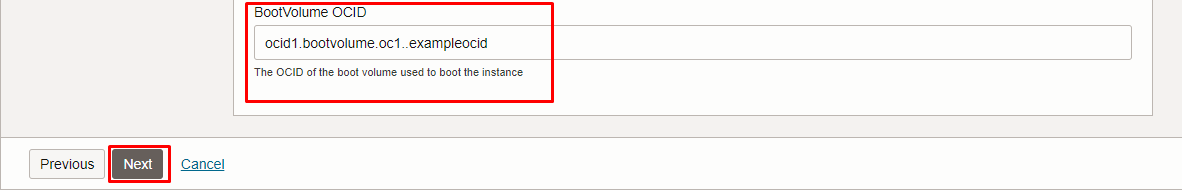 BootVolume OCID
ocid1.bootvolume.oc1..exampleocid
The OCID of the boot volume used to boot the instance
Previous Next Cancel